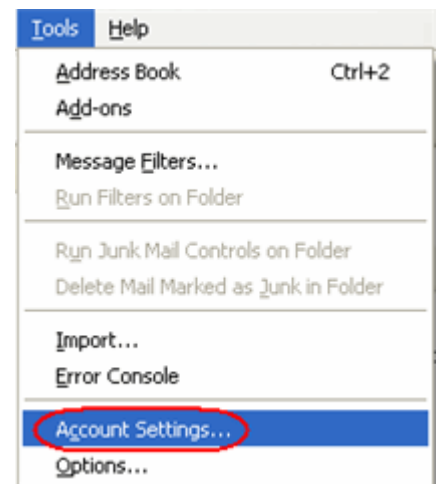 Tools Help
Address Book Ctrl+2
Add-ons
Message Filters...
Run Filters on Folder
Run Junk Mail Controls on Folder
Delete Mail Marked as Junk in Folder
Import...
Error Console
Account Settings...
Options...